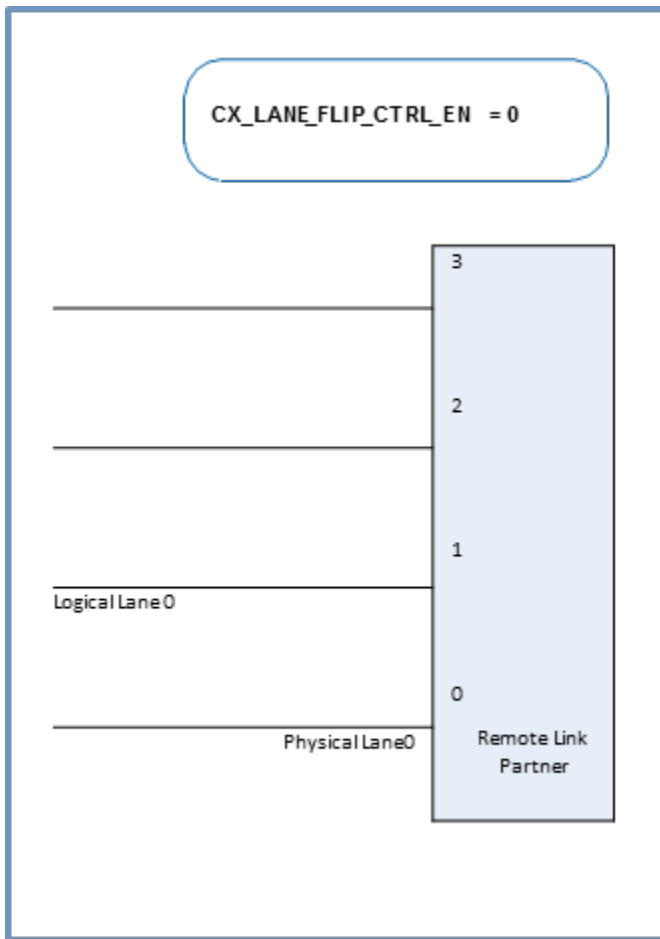 CX_LANE_FLIP_CTRL_EN = 0
3
2
1
Logical Lane 0
0
Physical Lane0
Remote Link
Partner